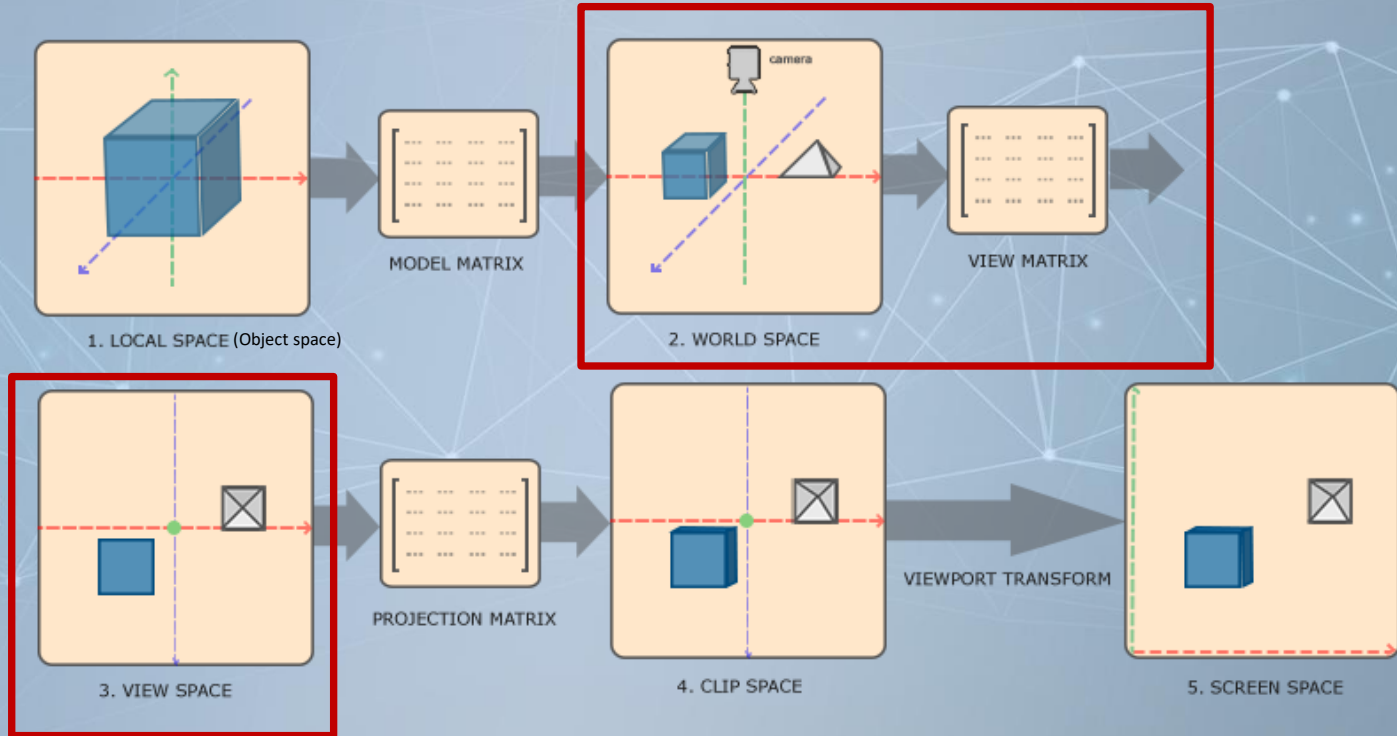 camera
MODEL MATRIX
VIEW MATRIX
1. LOCAL SPACE (Object space)
2. WORLD SPACE
PROJECTION MATRIX
VIEWPORT TRANSFORM
3. VIEW SPACE
4. CLIP SPACE
5. SCREEN SPACE